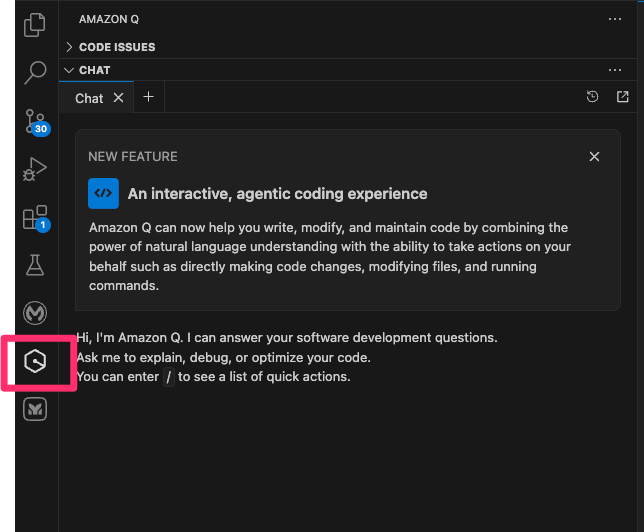 AMAZON Q
CODE ISSUES
CHAT
Chat
30
1
NEW FEATURE
An interactive, agentic coding experience
Amazon Q can now help you write, modify, and maintain code by combining the
power of natural language understanding with the ability to take actions on your
behalf such as directly making code changes, modifying files, and running
commands.
Hi, I'm Amazon Q. I can answer your software development questions.
Ask me to explain, debug, or optimize your code.
You can enter / to see a list of quick actions.